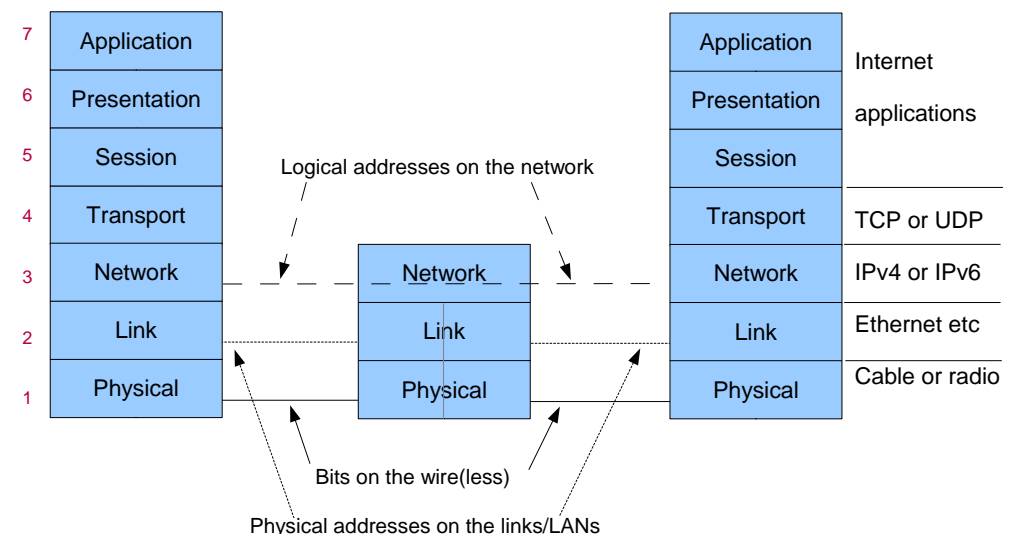 7
Application
6
Presentation
5
Session
4
Transport
3
Network
2
Link
1
Physical
Logical addresses on the network
Network
Link
Physical
Bits on the wire(less)
Physical addresses on the links/LANs
Application
Presentation
Session
Transport
Network
Link
Physical
Internet
applications
TCP or UDP
IPv4 or IPv6
Ethernet etc
Cable or radio